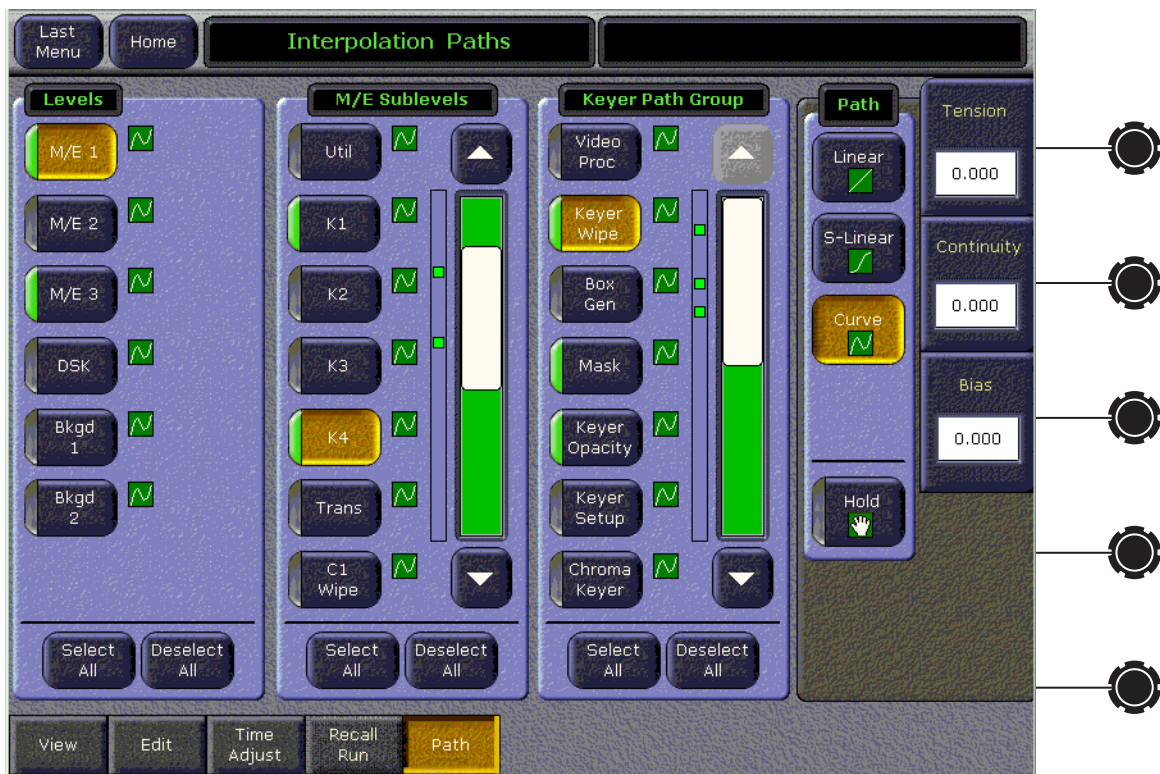 Last
Menu
Home
Interpolation Paths
Levels
M/E 1
M/E 2
M/E 3
DSK
Bkgd
1
Bkgd
2
Select
All
Deselect
All
M/E Sublevels
Util
K1
K2
K3
K4
Trans
C1
Wipe
Select
All
Deselect
All
Keyer Path Group
Video
Proc
Keyer
Wipe
Box
Gen
Mask
Keyer
Opacity
Keyer
Setup
Chroma
Keyer
Select
All
Deselect
All
Path
Linear
S-Linear
Curve
Hold
Tension
0.000
Continuity
0.000
Bias
0.000
View
Edit
Time
Adjust
Recall
Run
Path